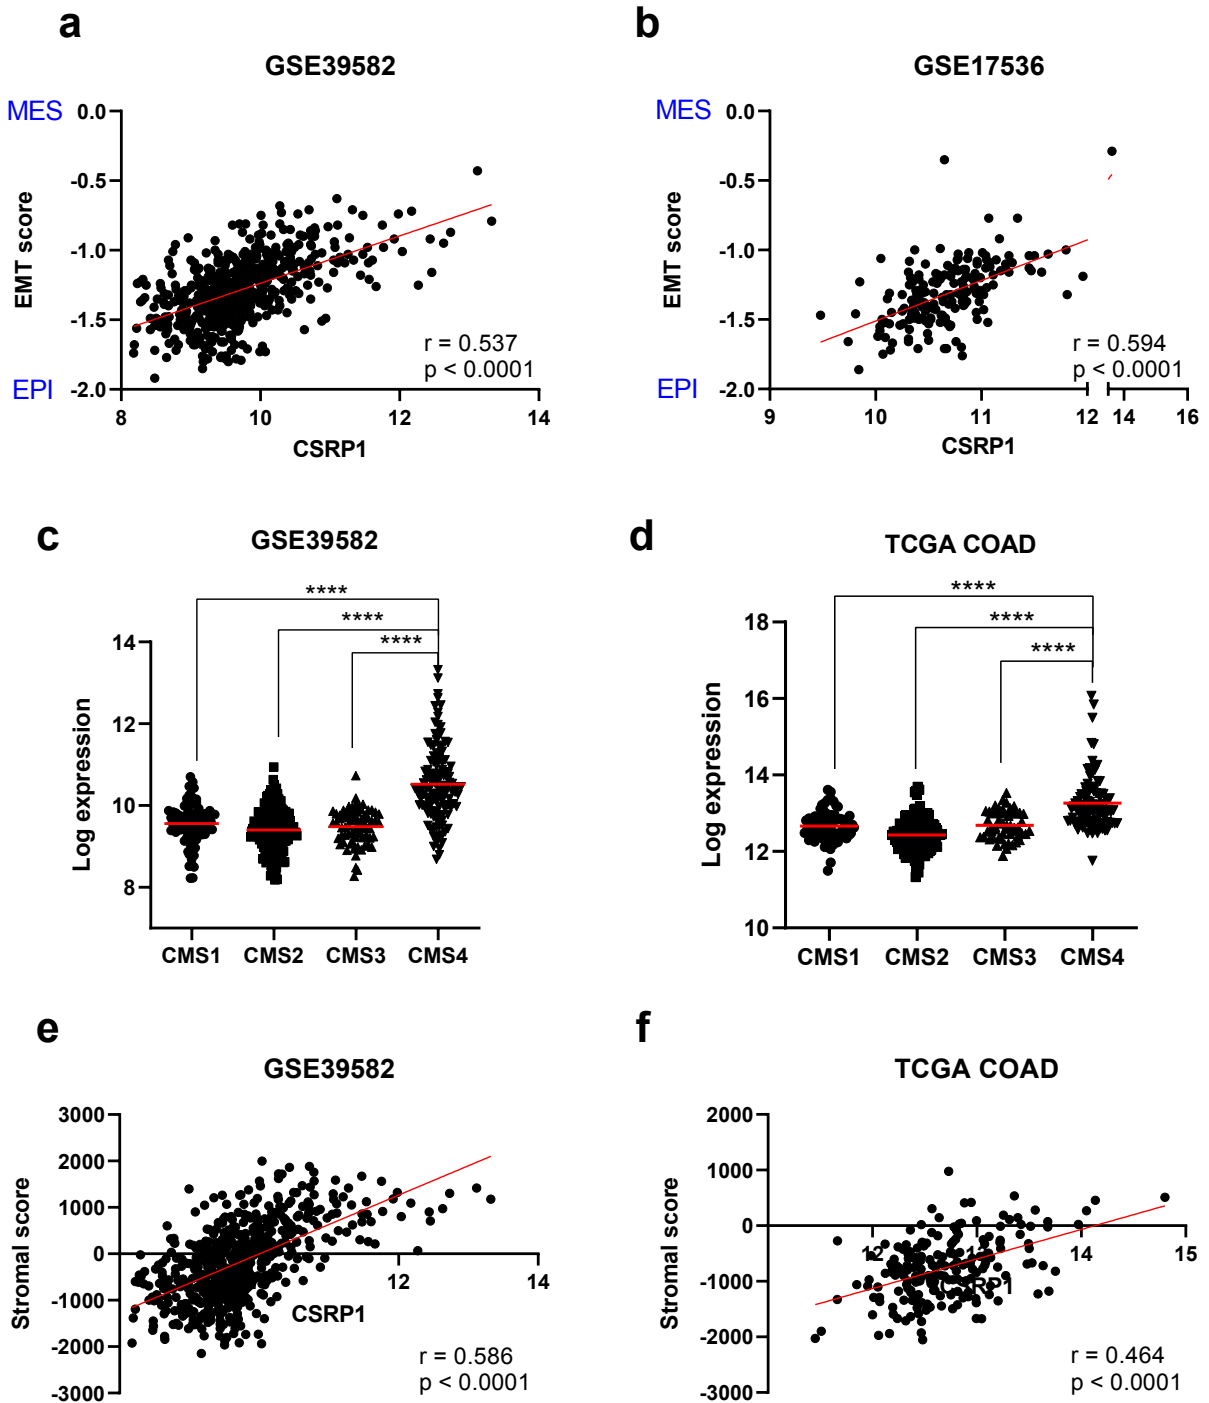 a
GSE39582
MES
0.0
-0.5
-1.0
-1.5
-2.0
EPI
EMT score
r = 0.537
p < 0.0001
8 10 12 14
CSRP1
b
GSE17536
MES
0.0
-0.5
-1.0
-1.5
-2.0
EPI
EMT score
r = 0.594
p < 0.0001
9 10 11 12 14 16
CSRP1
c
GSE39582
****
****
****
14
12
10
8
Log expression
CMS1 CMS2 CMS3 CMS4
d
TCGA COAD
****
****
****
18
16
14
12
10
Log expression
CMS1 CMS2 CMS3 CMS4
e
GSE39582
3000
2000
1000
0
-1000
-2000
-3000
Stromal score
12 14
CSRP1
r = 0.586
p < 0.0001
f
TCGA COAD
2000
1000
0
-1000
-2000
-3000
Stromal score
12 13 14 15
CSRP1
r = 0.464
p < 0.0001